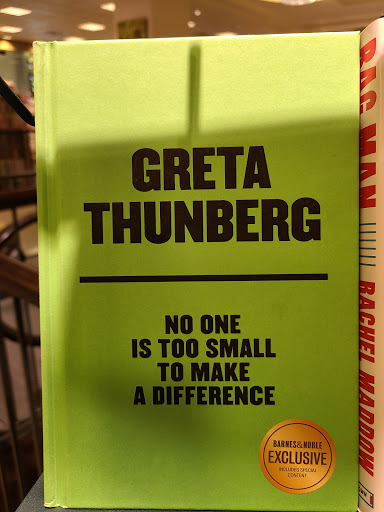 GRETA
THUNBERG
NO ONE
IS TOO SMALL
TO MAKE
A DIFFERENCE
BARNES&NOBLE
EXCLUSIVE
INCLUDES SPECIAL
CONTENT
BAG MAN
RACHEL MADDOW